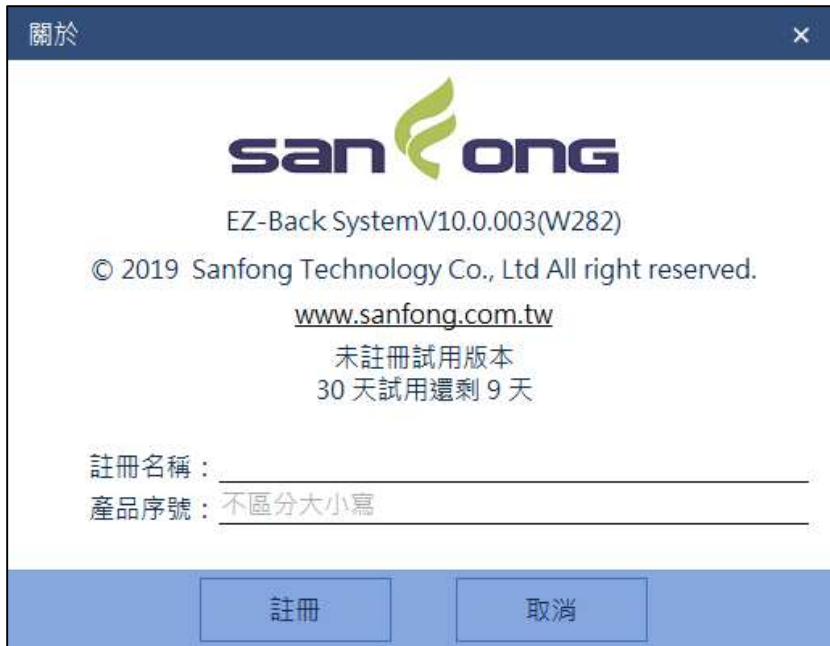 關於 ×
sanfong
EZ-Back SystemV10.0.003(W282)
© 2019 Sanfong Technology Co., Ltd All right reserved.
www.sanfong.com.tw
未註冊試用版本
30 天試用還剩 9 天
註冊名稱：
產品序號：不區分大小寫
註冊 取消